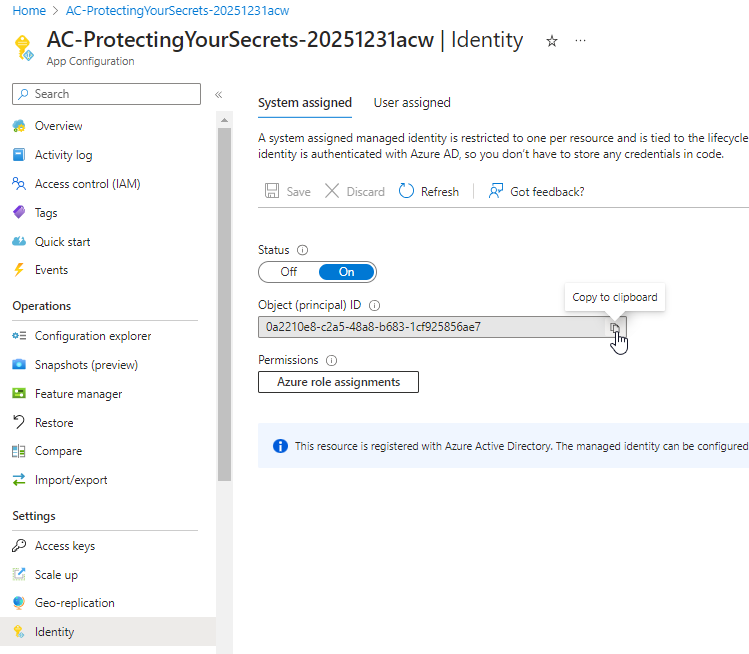 Home > AC-ProtectingYourSecrets-20251231acw
AC-ProtectingYourSecrets-20251231acw | Identity
App Configuration
Search
Overview
Activity log
Access control (IAM)
Tags
Quick start
Events
Operations
Configuration explorer
Snapshots (preview)
Feature manager
Restore
Compare
Import/export
Settings
Access keys
Scale up
Geo-replication
Identity
System assigned User assigned
A system assigned managed identity is restricted to one per resource and is tied to the lifecycle
identity is authenticated with Azure AD, so you don't have to store any credentials in code.
Save Discard Refresh Got feedback?
Status
Off On
Copy to clipboard
Object (principal) ID
0a2210e8-c2a5-48a8-b683-1cf925856ae7
Permissions
Azure role assignments
This resource is registered with Azure Active Directory. The managed identity can be configured